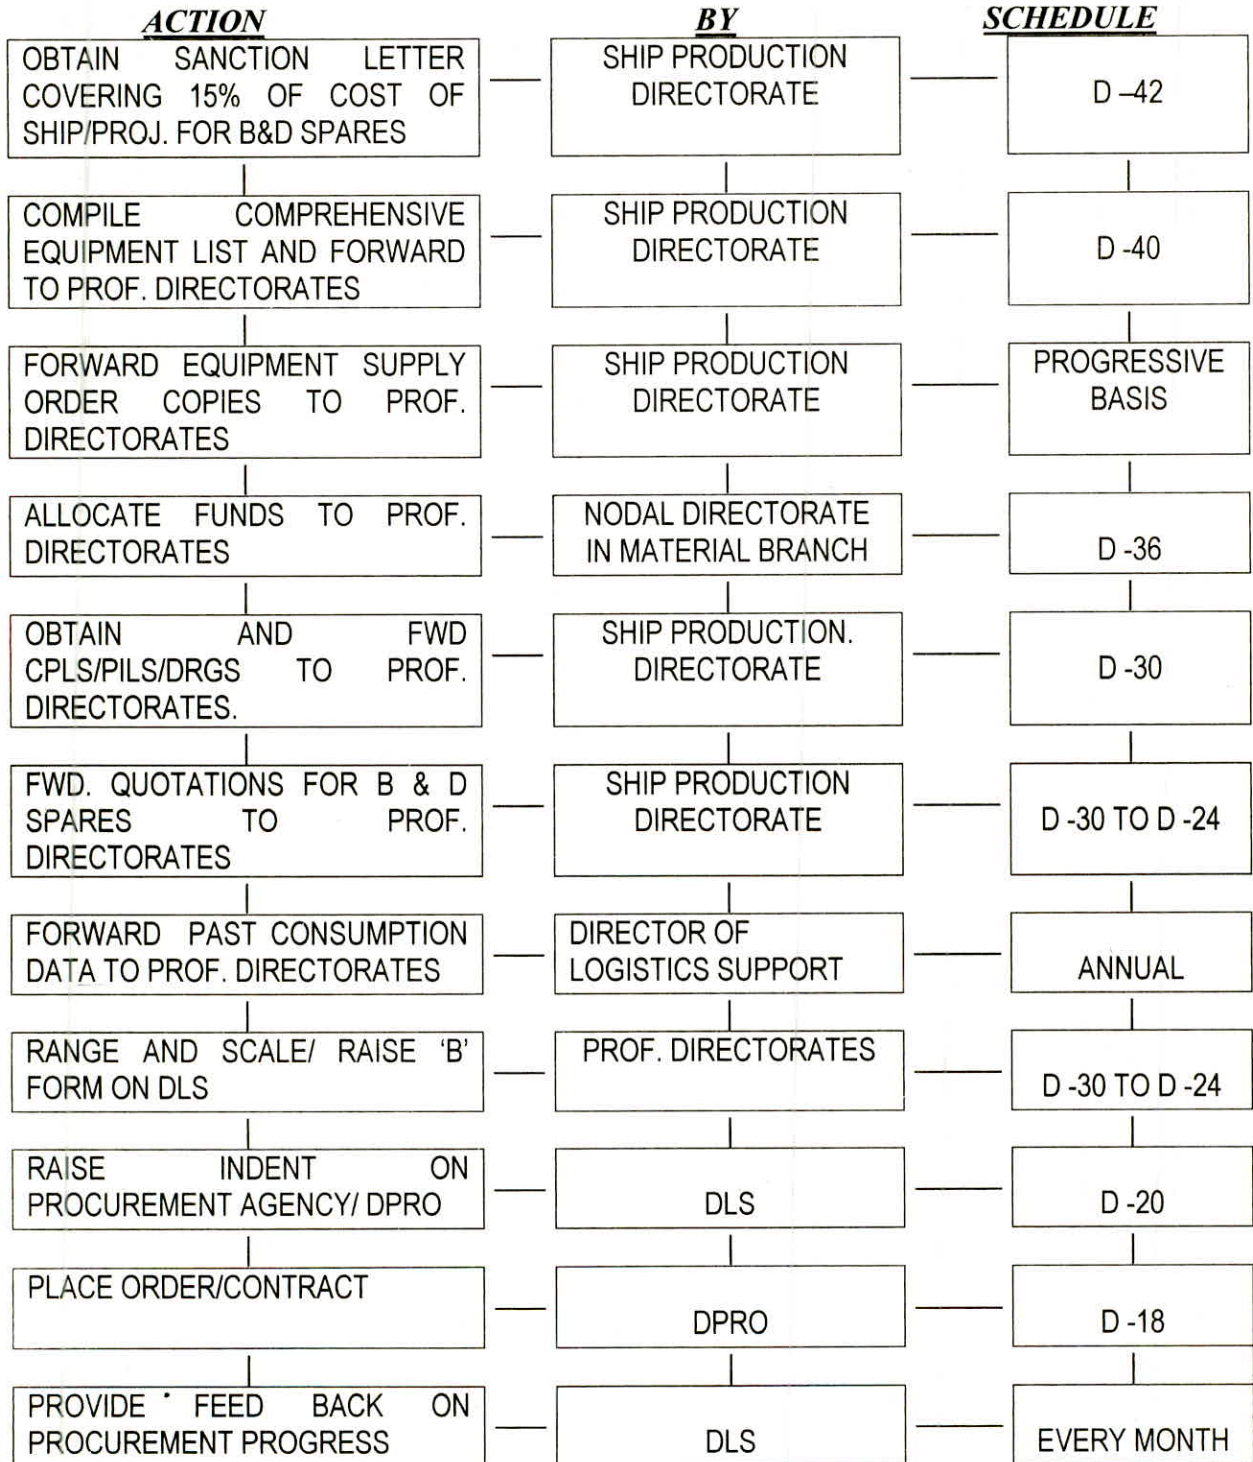 ACTION BY SCHEDULE
OBTAIN SANCTION LETTER
COVERING 15% OF COST OF
SHIP/PROJ. FOR B&D SPARES
SHIP PRODUCTION
DIRECTORATE
D –42
COMPILE COMPREHENSIVE
EQUIPMENT LIST AND FORWARD
TO PROF. DIRECTORATES
SHIP PRODUCTION
DIRECTORATE
D -40
FORWARD EQUIPMENT SUPPLY
ORDER COPIES TO PROF.
DIRECTORATES
SHIP PRODUCTION
DIRECTORATE
PROGRESSIVE
BASIS
ALLOCATE FUNDS TO PROF.
DIRECTORATES
NODAL DIRECTORATE
IN MATERIAL BRANCH
D -36
OBTAIN AND FWD
CPLS/PILS/DRGS TO PROF.
DIRECTORATES.
SHIP PRODUCTION.
DIRECTORATE
D -30
FWD. QUOTATIONS FOR B & D
SPARES TO PROF.
DIRECTORATES
SHIP PRODUCTION
DIRECTORATE
D -30 TO D -24
FORWARD PAST CONSUMPTION
DATA TO PROF. DIRECTORATES
DIRECTOR OF
LOGISTICS SUPPORT
ANNUAL
RANGE AND SCALE/ RAISE ‘B’
FORM ON DLS
PROF. DIRECTORATES
D -30 TO D -24
RAISE INDENT ON
PROCUREMENT AGENCY/ DPRO
DLS
D -20
PLACE ORDER/CONTRACT
DPRO
D -18
PROVIDE FEED BACK ON
PROCUREMENT PROGRESS
DLS
EVERY MONTH